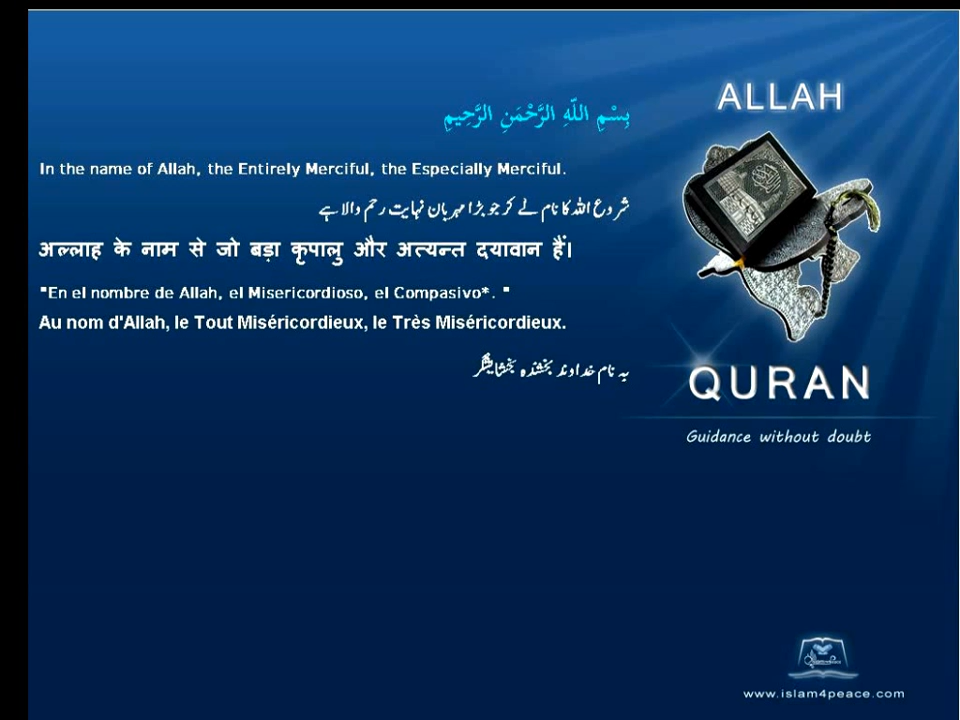 بِسْمِ اللّهِ الرَّحْمَنِ الرَّحِيمِ
In the name of Allah, the Entirely Merciful, the Especially Merciful.
شروع الله کا نام لے کر جو بڑا مہربان نہایت رحم والا ہے
अल्लाह के नाम से जो बड़ा कृपालु और अत्यन्त दयावान हैं।
"En el nombre de Allah, el Misericordioso, el Compasivo*. "
Au nom d'Allah, le Tout Miséricordieux, le Très Miséricordieux.
به نام خداوند بخشنده بخشایشگر
ALLAH
QURAN
Guidance without doubt
www.islam4peace.com